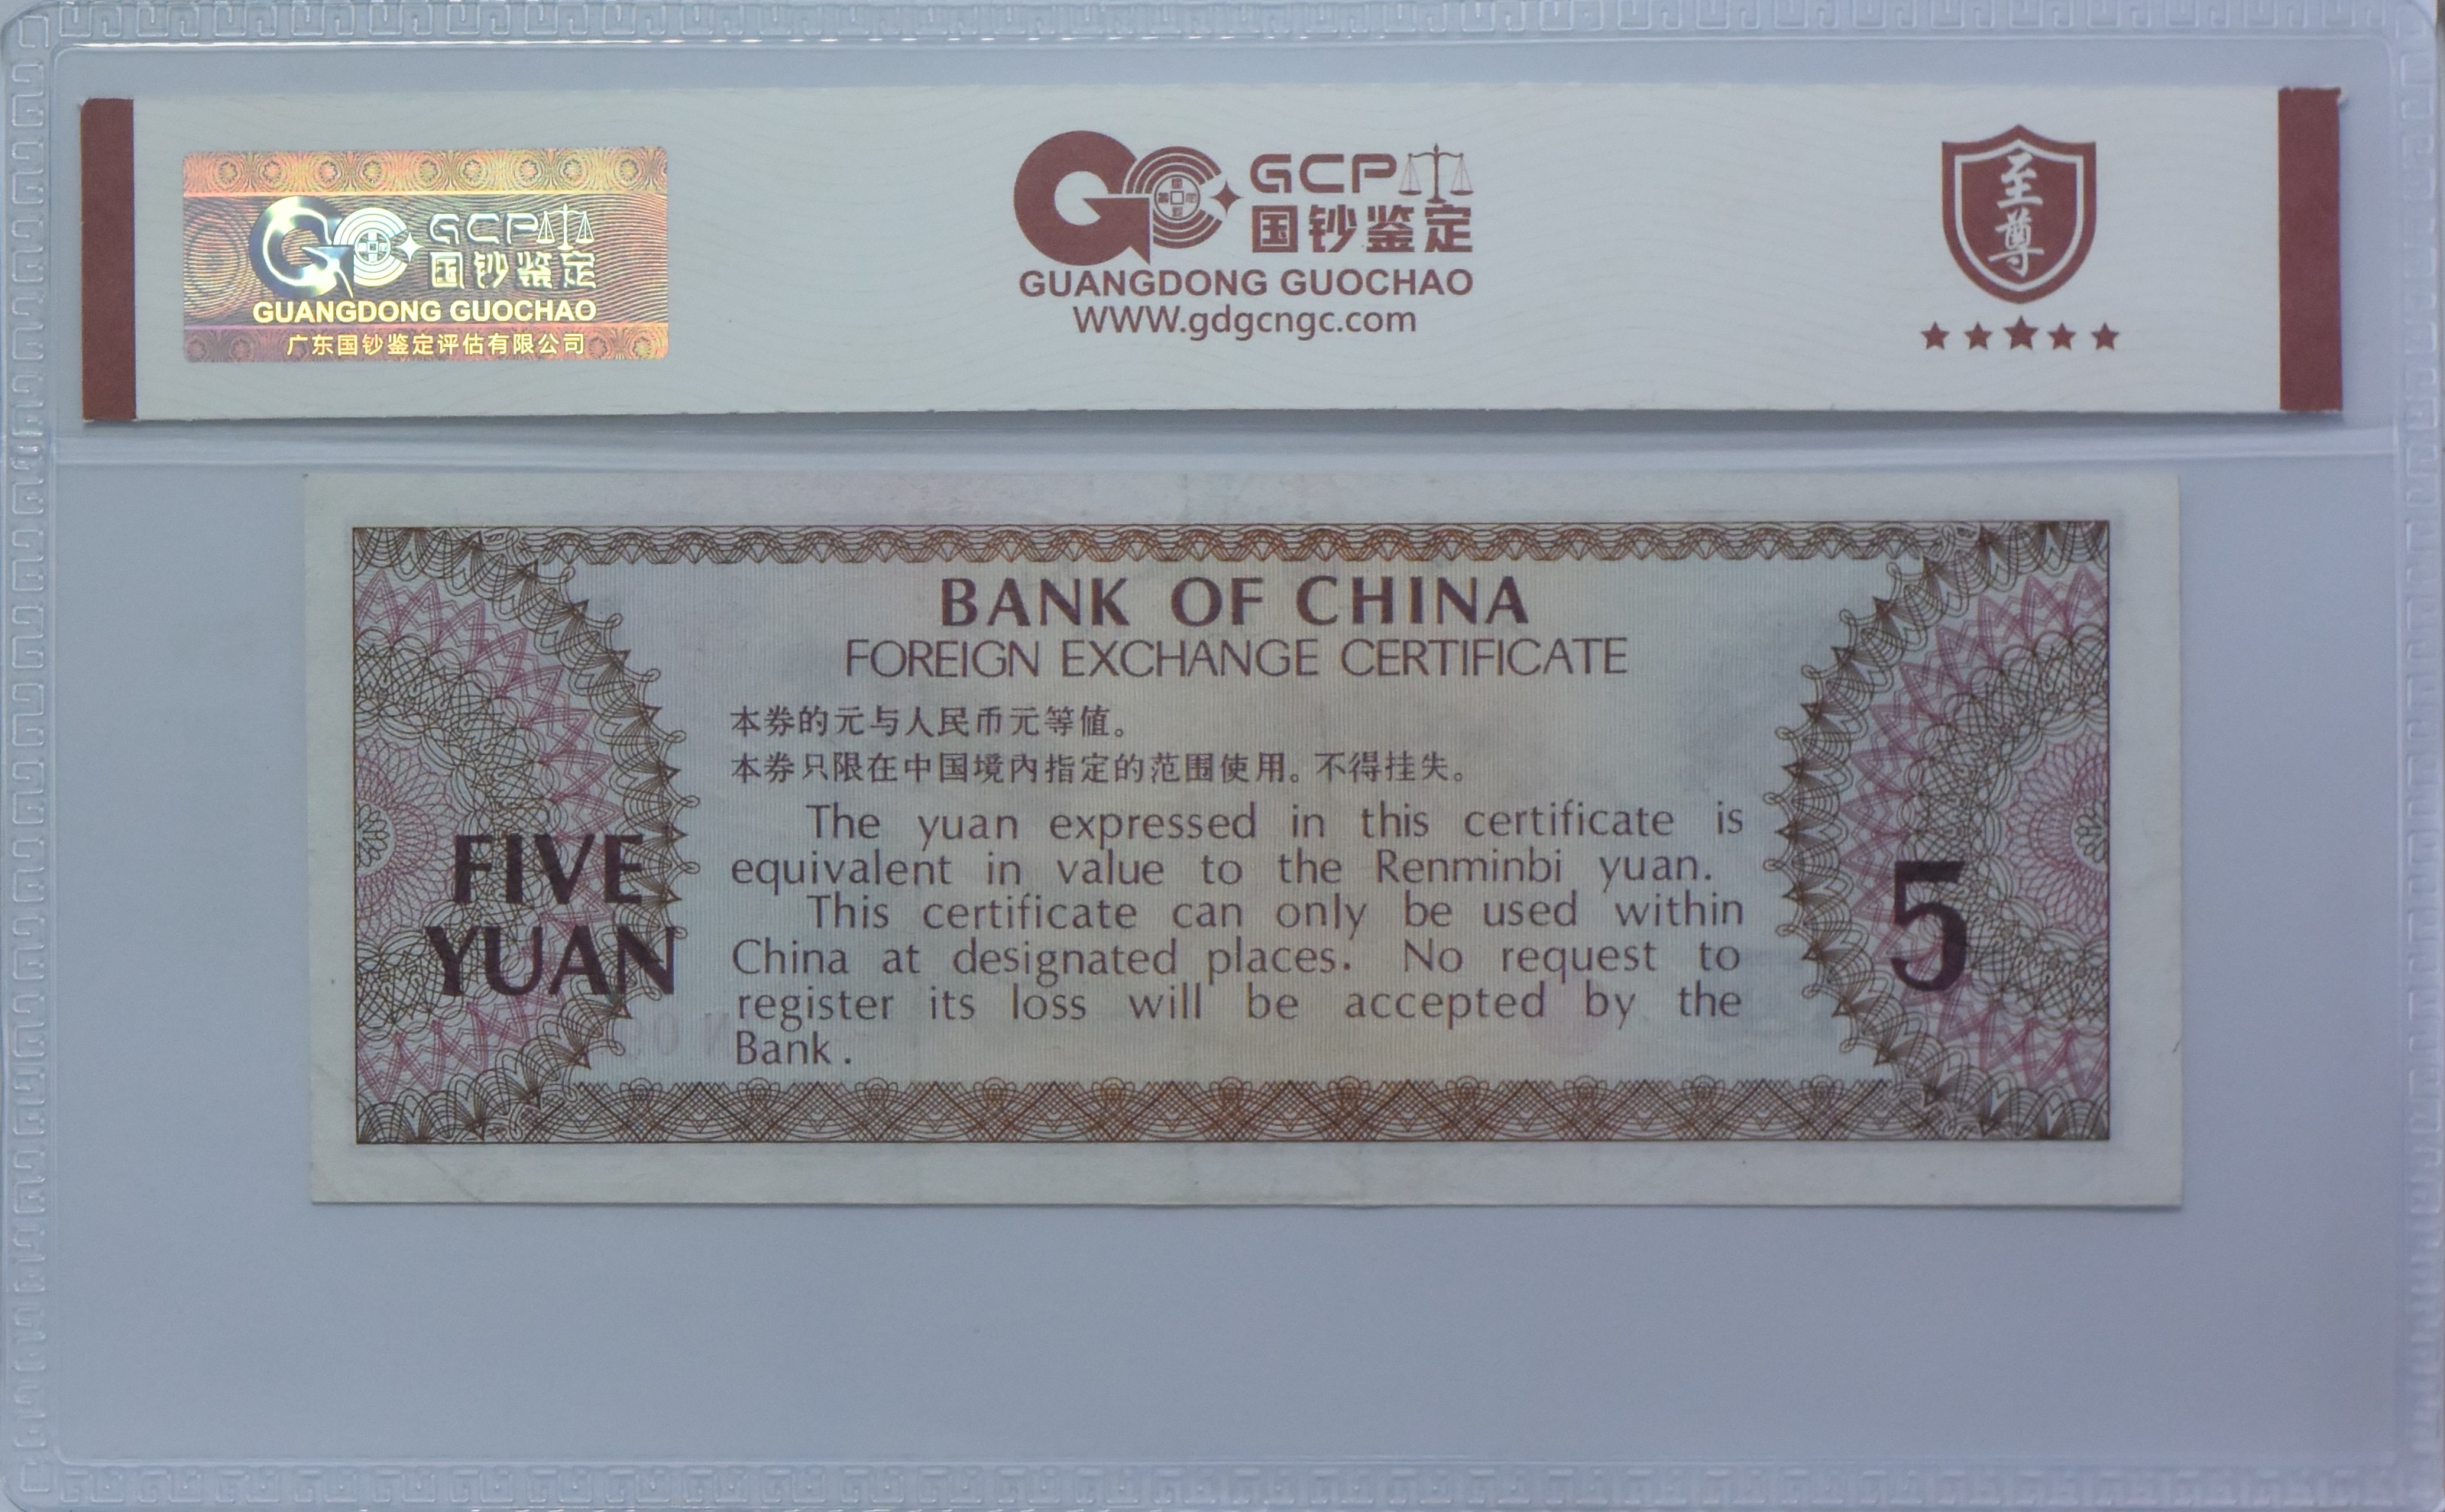 GCP
国钞鉴定
GUANGDONG GUOCHAO
广东国钞鉴定评估有限公司
GCP
国钞鉴定
GUANGDONG GUOCHAO
WWW.gdgcngc.com
至尊
BANK OF CHINA
FOREIGN EXCHANGE CERTIFICATE
本券的元与人民币元等值。
本券只限在中国境内指定的范围使用。不得挂失。
The yuan expressed in this certificate is
equivalent in value to the Renminbi yuan.
This certificate can only be used within
China at designated places. No request to
register its loss will be accepted by the
Bank.
FIVE
YUAN
5